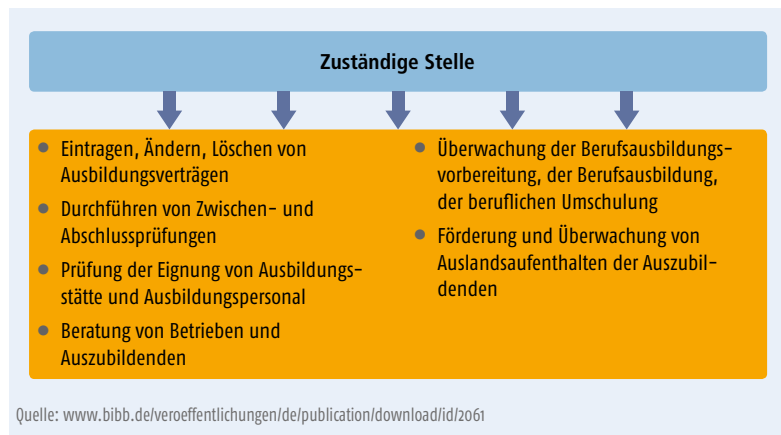 Zuständige Stelle
Eintragen, Ändern, Löschen von
Ausbildungsverträgen
Durchführen von Zwischen- und
Abschlussprüfungen
Prüfung der Eignung von Ausbildungs-
stätte und Ausbildungspersonal
Beratung von Betrieben und
Auszubildenden
Überwachung der Berufsausbildungs-
vorbereitung, der Berufsausbildung,
der beruflichen Umschulung
Förderung und Überwachung von
Auslandsaufenthalten der Auszubil-
denden
Quelle: www.bibb.de/veroeffentlichungen/de/publication/download/id/2061